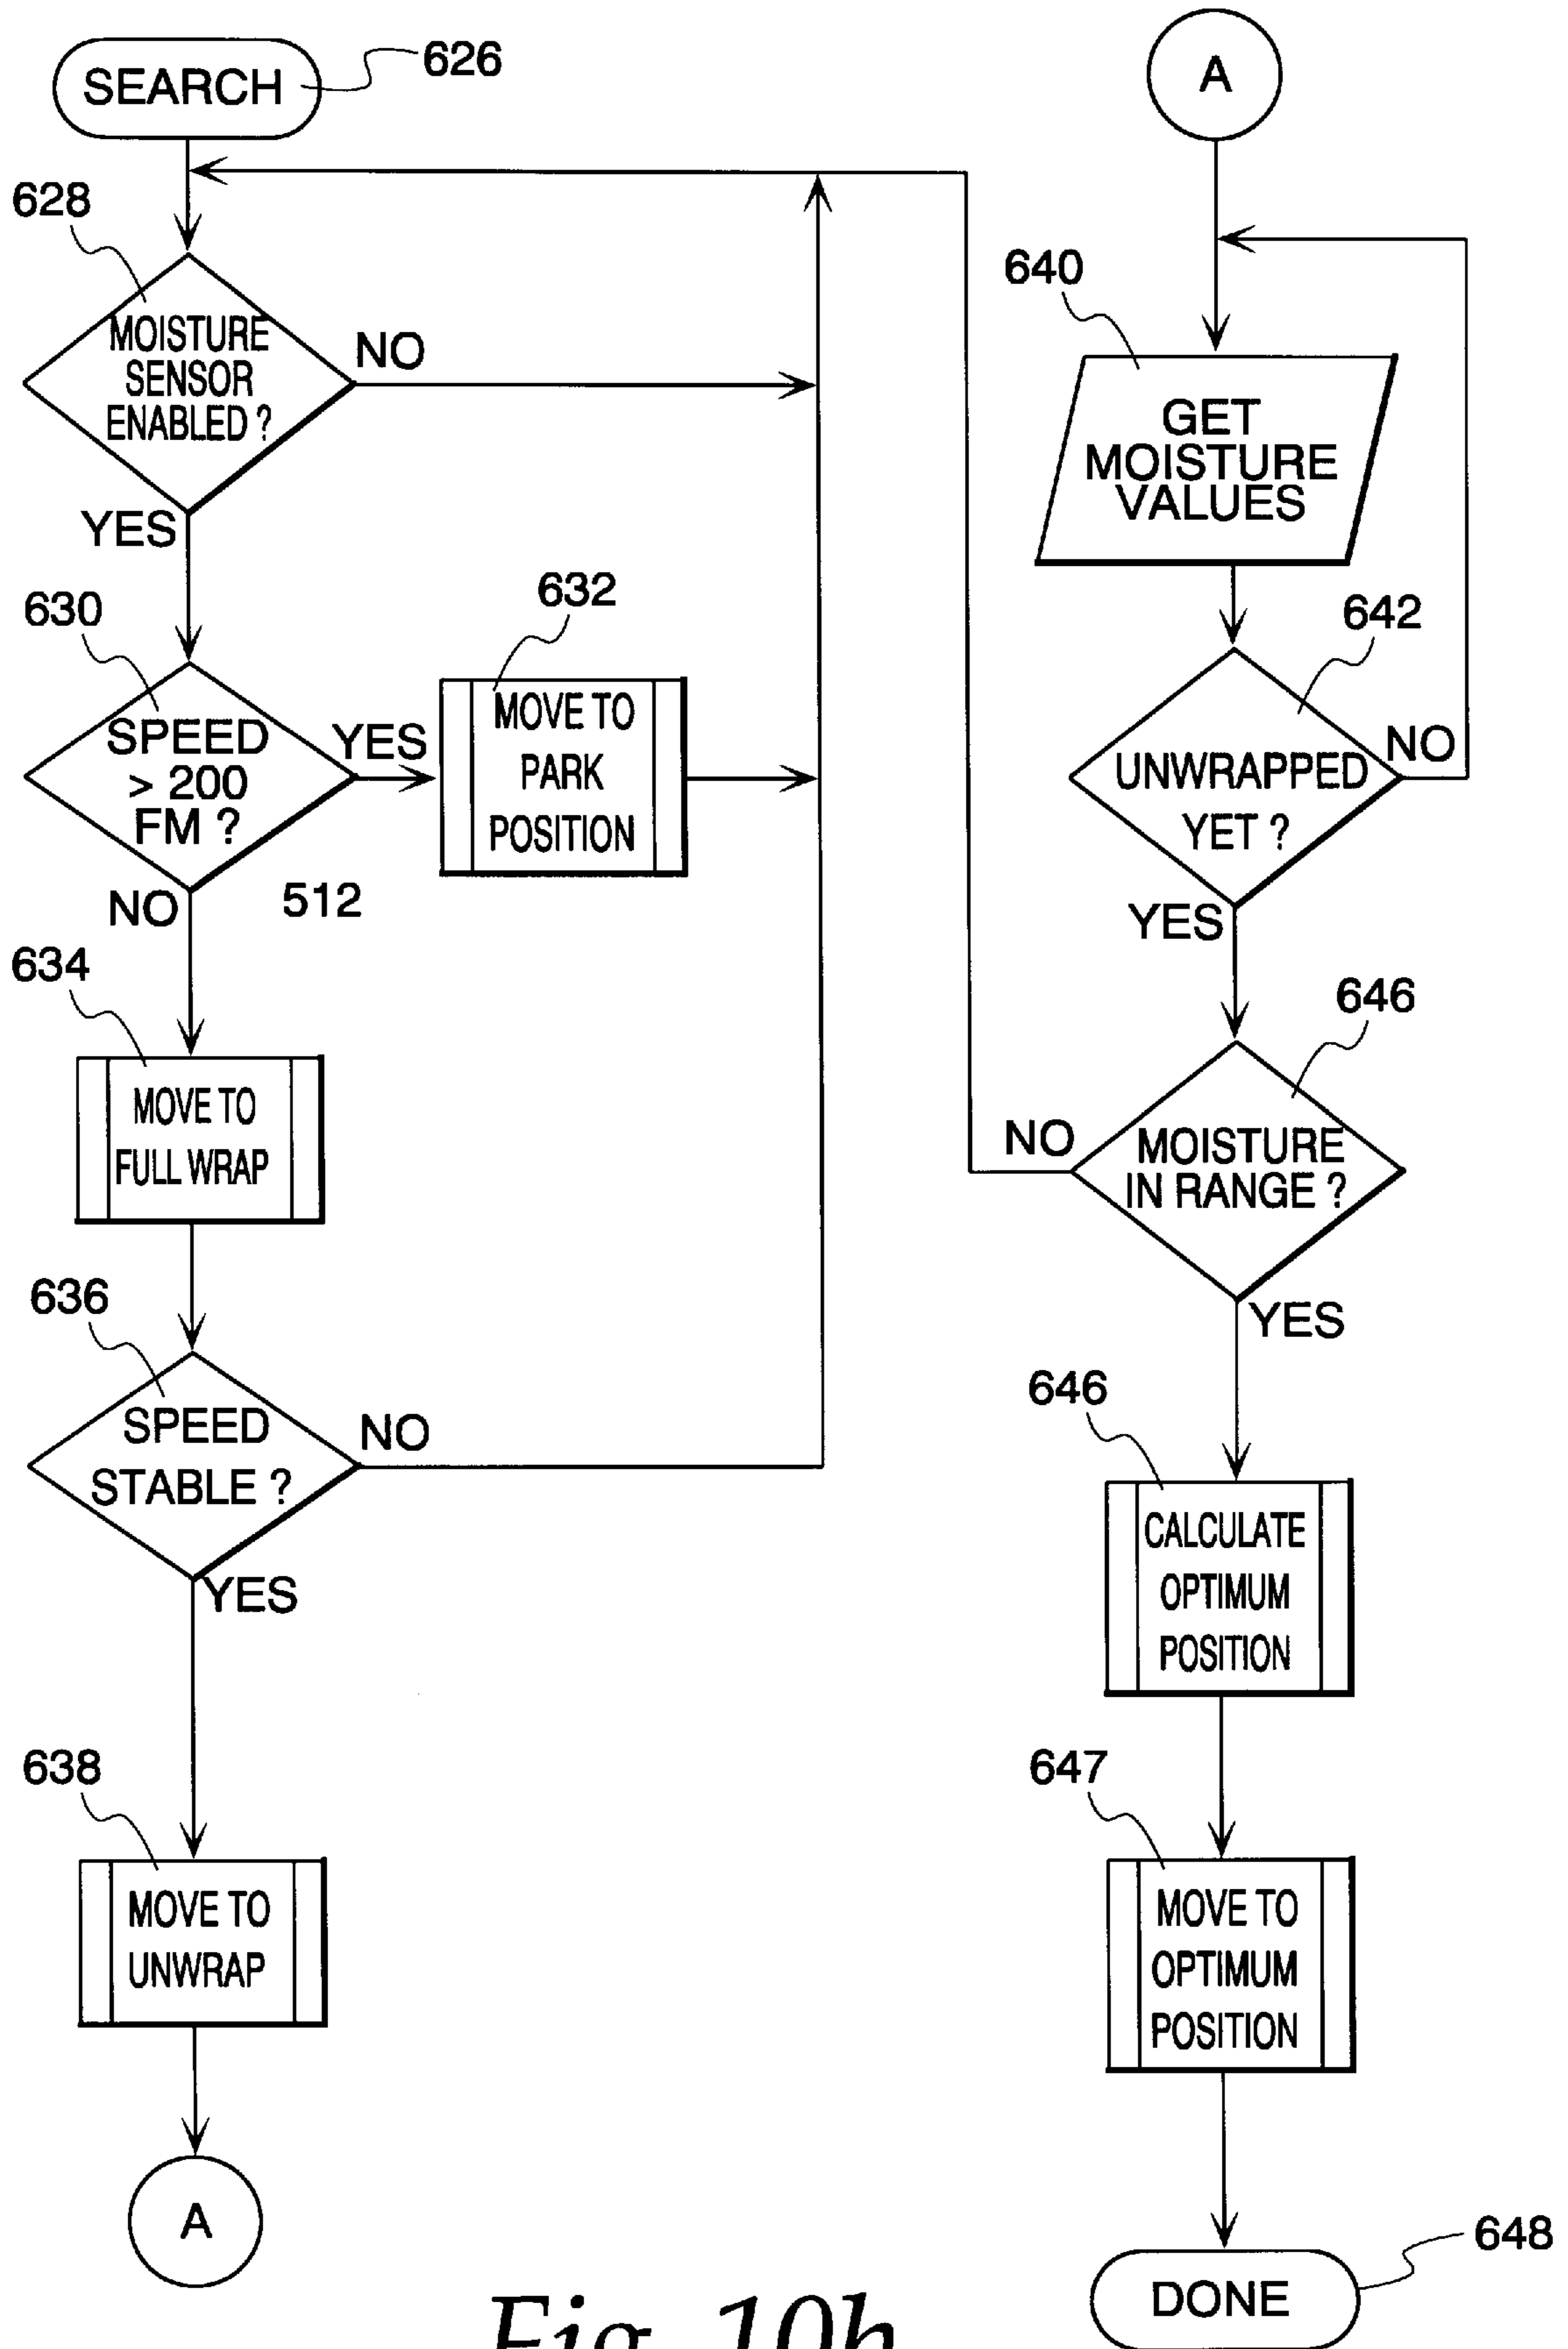 SEARCH
626
628
MOISTURE
SENSOR
ENABLED ?
NO
YES
630
SPEED
> 200
FM ?
YES
NO
632
MOVE TO
PARK
POSITION
512
634
MOVE TO
FULL WRAP
636
SPEED
STABLE ?
NO
YES
638
MOVE TO
UNWRAP
A
A
640
GET
MOISTURE
VALUES
642
UNWRAPPED
YET ?
NO
YES
646
MOISTURE
IN RANGE ?
NO
YES
646
CALCULATE
OPTIMUM
POSITION
647
MOVE TO
OPTIMUM
POSITION
648
DONE
Fig. 10b